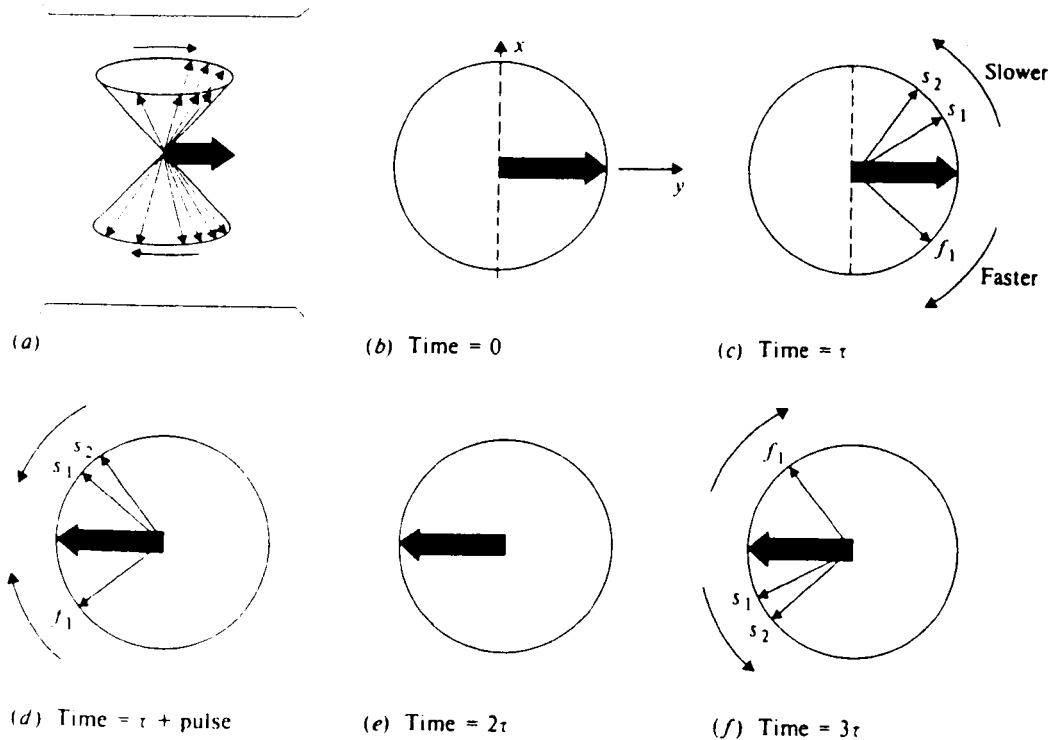 x
y
s2
s1
Slower
f1
Faster
(a)
(b) Time = 0
(c) Time = τ
s2
s1
f1
f1
s1
s2
(d) Time = τ + pulse
(e) Time = 2τ
(f) Time = 3τ